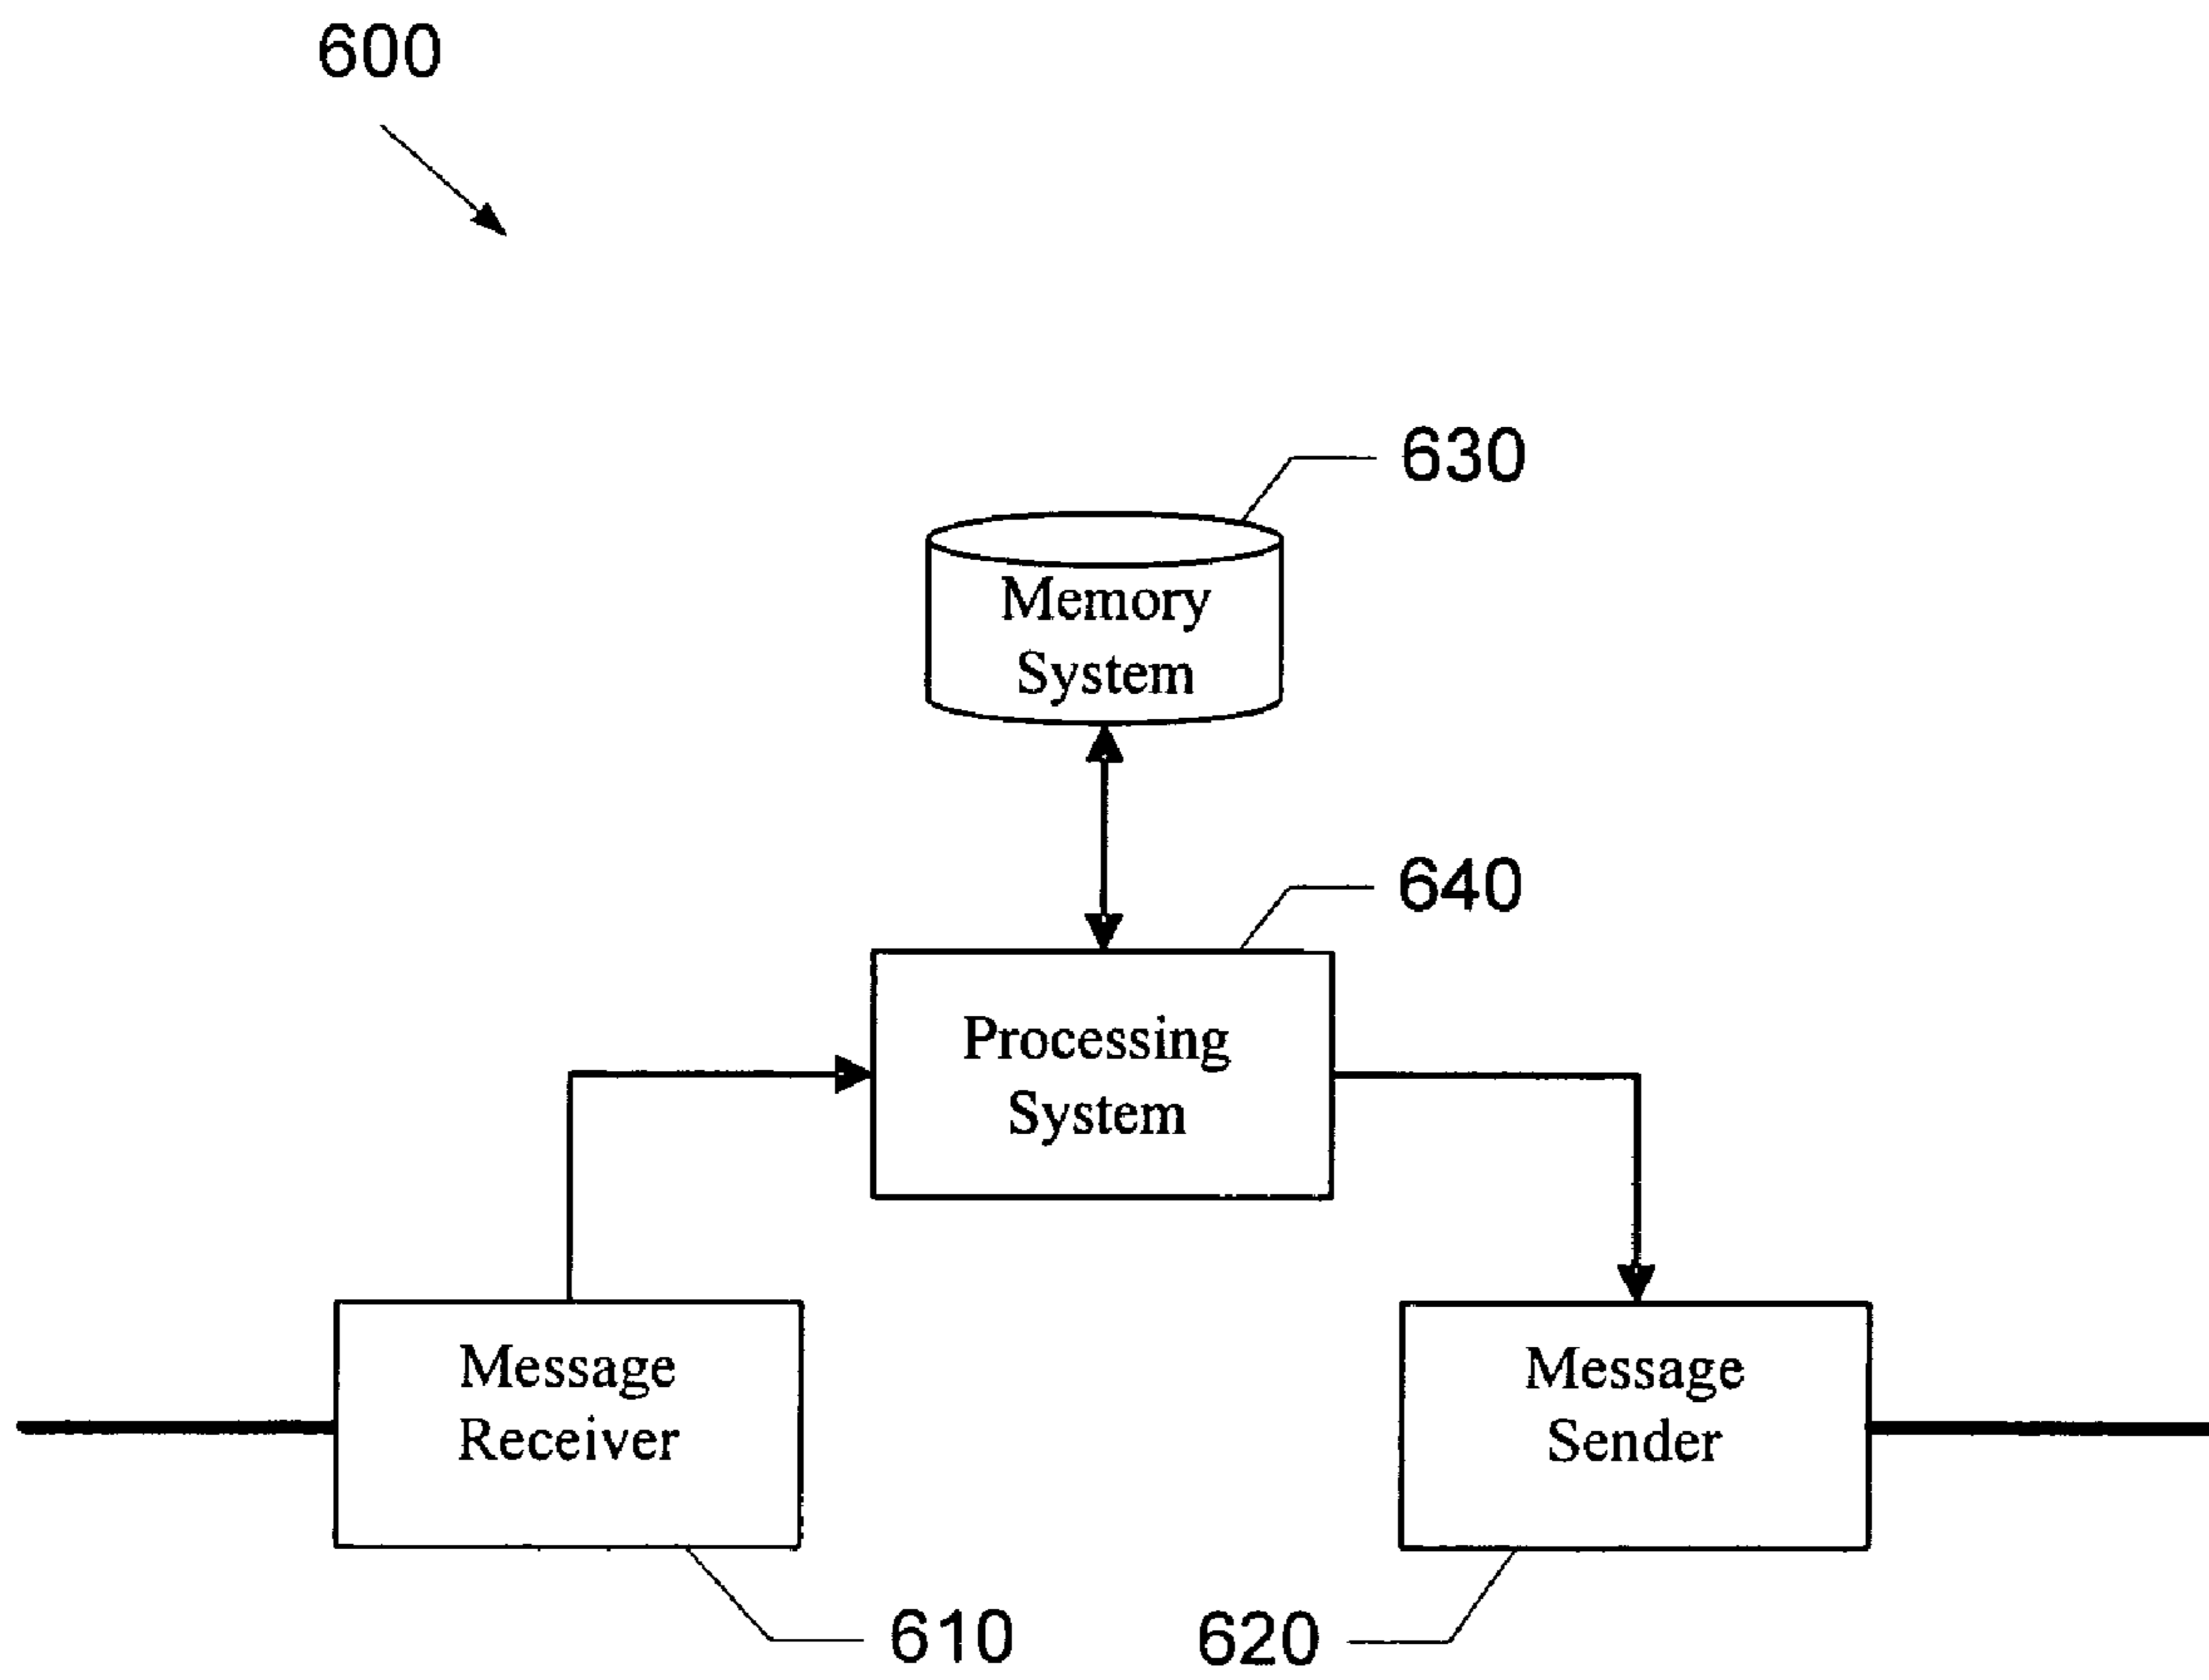 600
630
Memory
System
640
Processing
System
Message
Receiver
Message
Sender
610
620